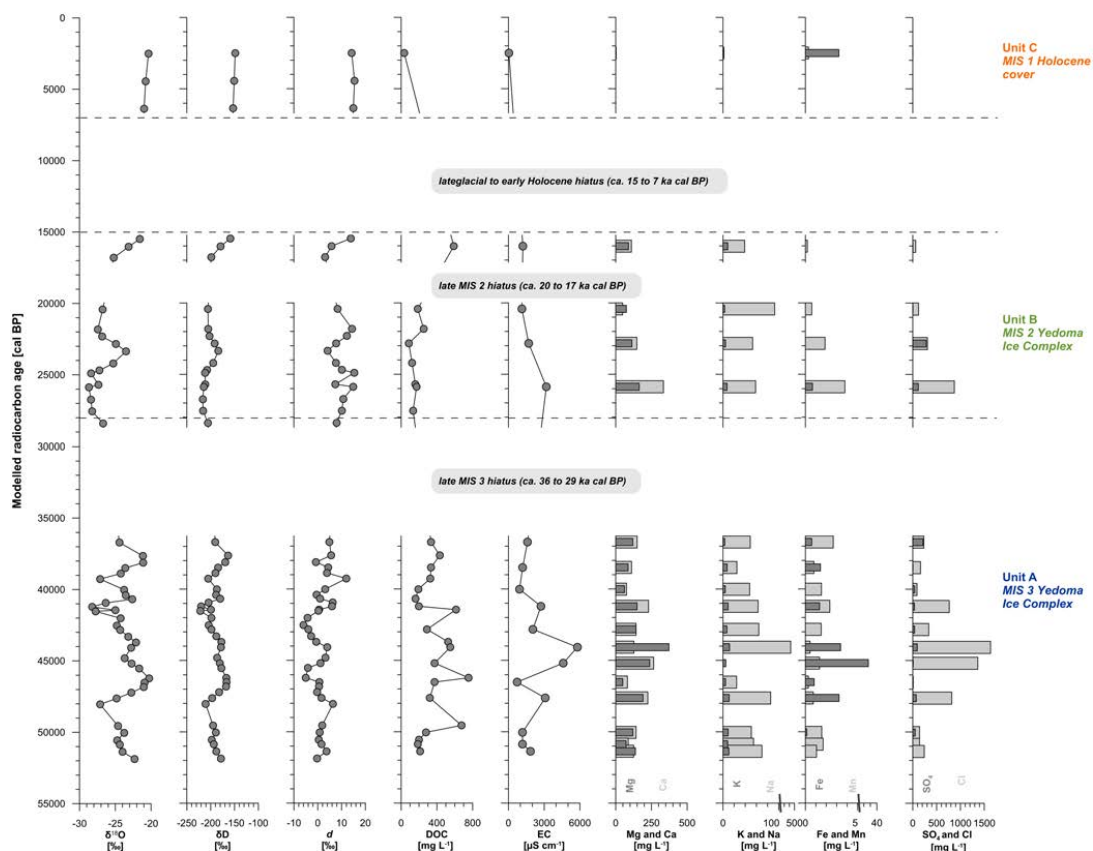 0
5000
10000
15000
20000
25000
30000
35000
40000
45000
50000
55000
Modelled radiocarbon age [cal BP]
Unit C
MIS 1 Holocene
cover
lateglacial to early Holocene hiatus (ca. 15 to 7 ka cal BP)
late MIS 2 hiatus (ca. 20 to 17 ka cal BP)
Unit B
MIS 2 Yedoma
Ice Complex
late MIS 3 hiatus (ca. 36 to 29 ka cal BP)
Unit A
MIS 3 Yedoma
Ice Complex
Mg Ca K Na Fe Mn SO₄ Cl
-30 -20
δ¹⁸O
[‰]
-250 -200 -150 -100
δD
[‰]
-10 0 10 20
d
[‰]
0 400 800
DOC
[mg L⁻¹]
0 3000 6000
EC
[µS cm⁻¹]
0 250 500
Mg and Ca
[mg L⁻¹]
0 100 5000
K and Na
[mg L⁻¹]
0 5 40
Fe and Mn
[mg L⁻¹]
0 500 1000 1500
SO₄ and Cl
[mg L⁻¹]